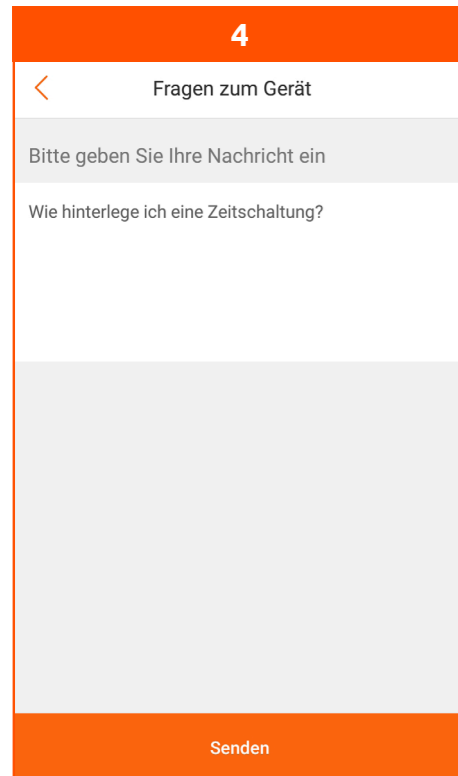 4
Fragen zum Gerät
Bitte geben Sie Ihre Nachricht ein
Wie hinterlege ich eine Zeitschaltung?
Senden